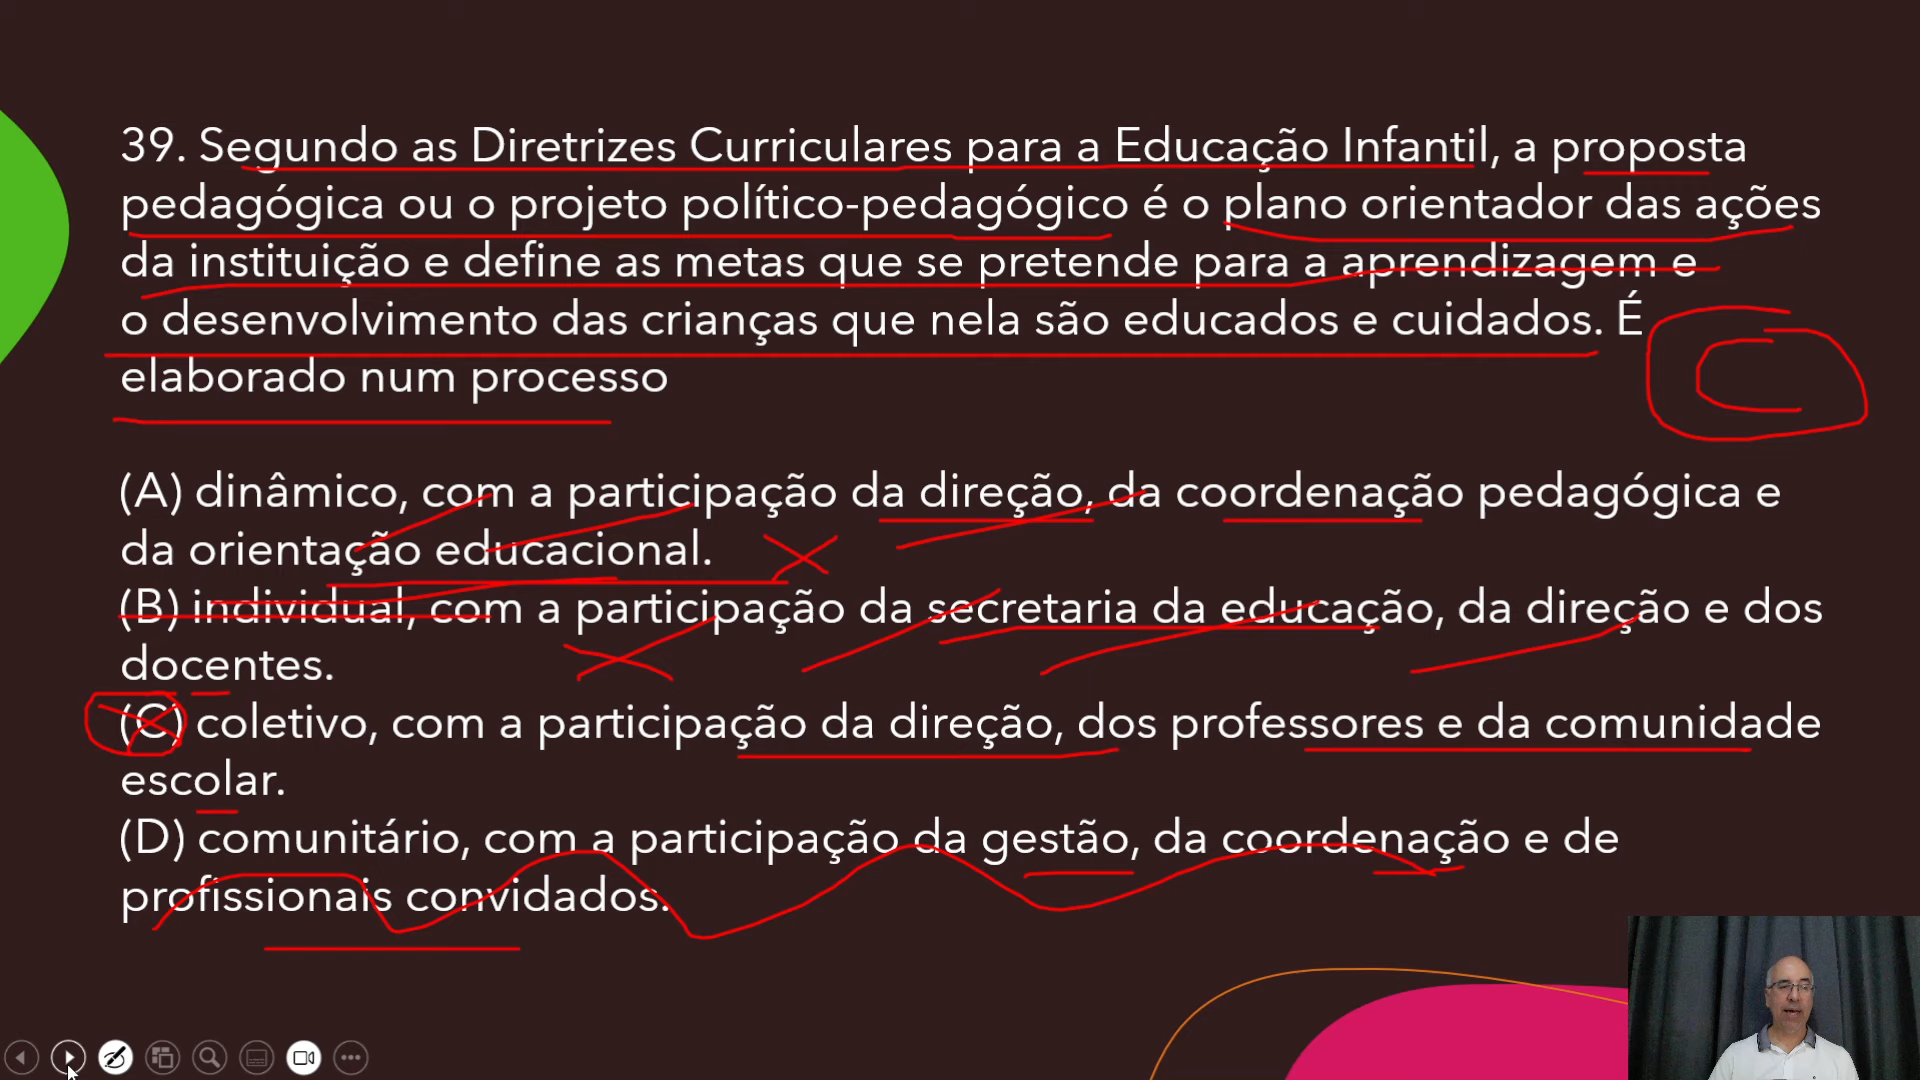 39. Segundo as Diretrizes Curriculares para a Educação Infantil, a proposta
pedagógica ou o projeto político-pedagógico é o plano orientador das ações
da instituição e define as metas que se pretende para a aprendizagem e
o desenvolvimento das crianças que nela são educados e cuidados. É
elaborado num processo
C
(A) dinâmico, com a participação da direção, da coordenação pedagógica e
da orientação educacional.
(B) individual, com a participação da secretaria da educação, da direção e dos
docentes.
(C) coletivo, com a participação da direção, dos professores e da comunidade
escolar.
(D) comunitário, com a participação da gestão, da coordenação e de
profissionais convidados.